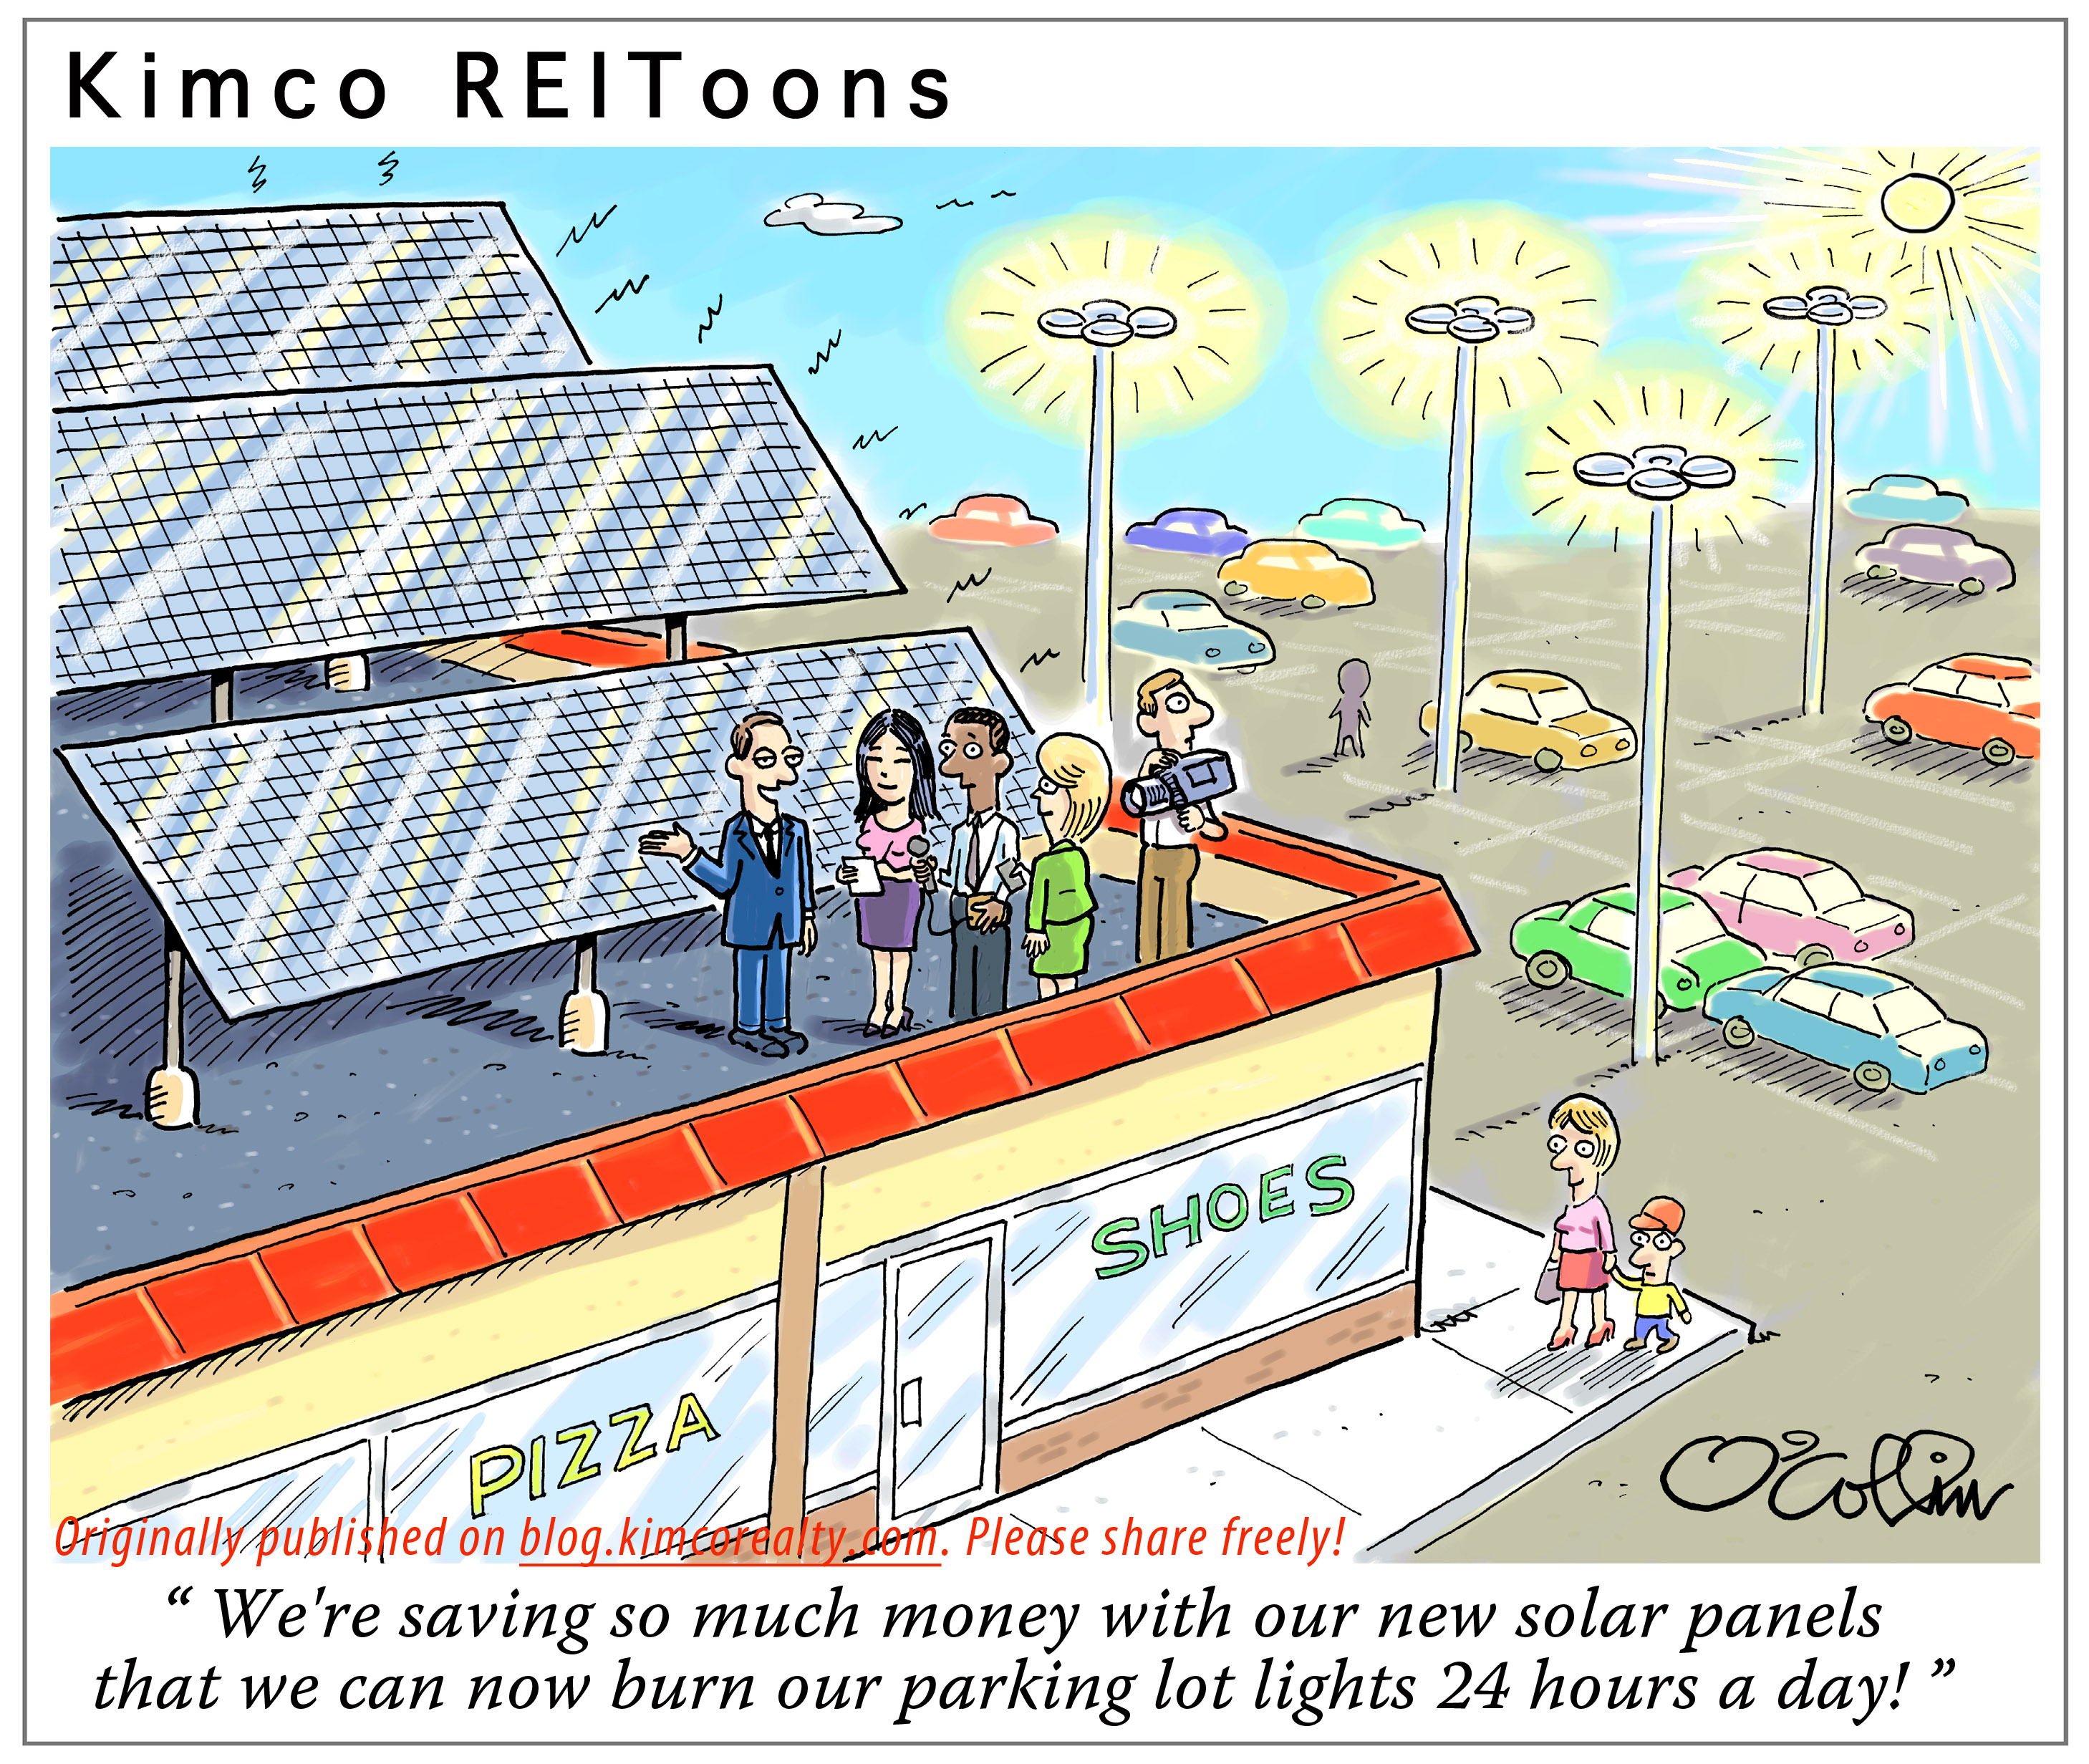 Kimco REIToons
SHOES
PIZZA
O'Collin
Originally published on blog.kimcorealty.com. Please share freely!
“ We're saving so much money with our new solar panels
that we can now burn our parking lot lights 24 hours a day! ”